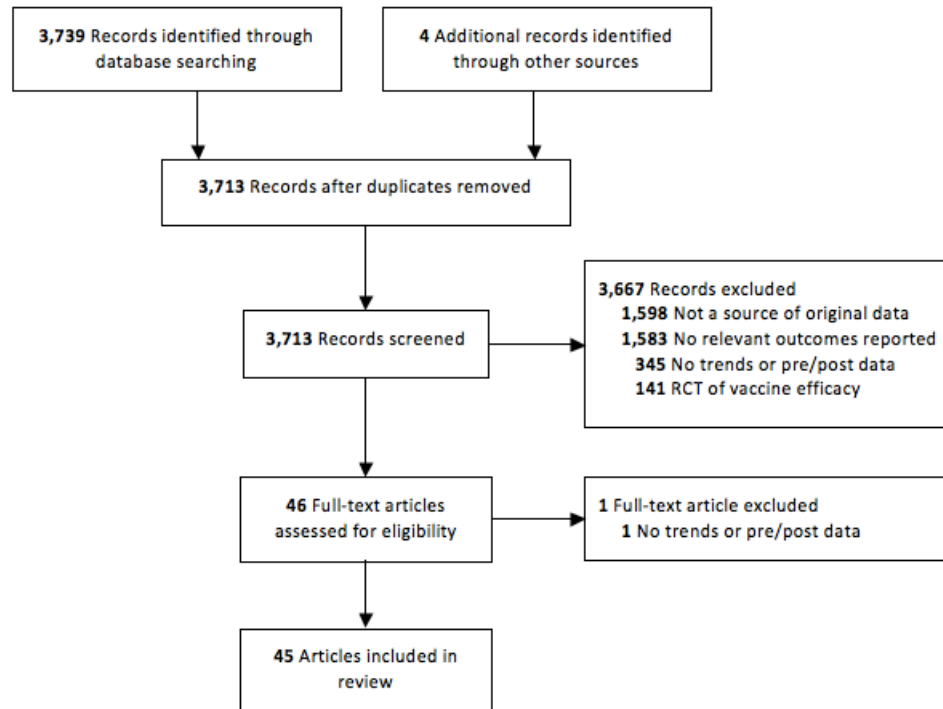 3,739 Records identified through
database searching
4 Additional records identified
through other sources
3,713 Records after duplicates removed
3,713 Records screened
3,667 Records excluded
1,598 Not a source of original data
1,583 No relevant outcomes reported
345 No trends or pre/post data
141 RCT of vaccine efficacy
46 Full-text articles
assessed for eligibility
1 Full-text article excluded
1 No trends or pre/post data
45 Articles included in
review